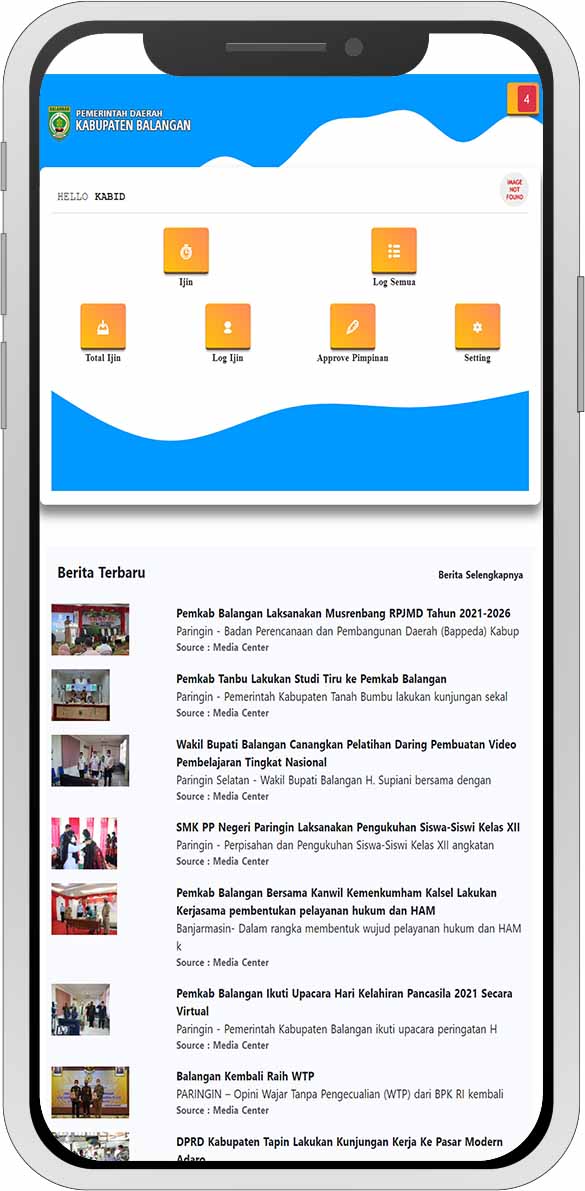 4
BALANGAN
PEMERINTAH DAERAH
KABUPATEN BALANGAN
HELLO KABID
IMAGE
NOT
FOUND
Ijin
Log Semua
Total Ijin
Log Ijin
Approve Pimpinan
Setting
Berita Terbaru
Berita Selengkapnya
Pemkab Balangan Laksanakan Musrenbang RPJMD Tahun 2021-2026
Paringin - Badan Perencanaan dan Pembangunan Daerah (Bappeda) Kabup
Source : Media Center
Pemkab Tanbu Lakukan Studi Tiru ke Pemkab Balangan
Paringin - Pemerintah Kabupaten Tanah Bumbu lakukan kunjungan sekal
Source : Media Center
Wakil Bupati Balangan Canangkan Pelatihan Daring Pembuatan Video
Pembelajaran Tingkat Nasional
Paringin Selatan - Wakil Bupati Balangan H. Supiani bersama dengan
Source : Media Center
SMK PP Negeri Paringin Laksanakan Pengukuhan Siswa-Siswi Kelas XII
Paringin - Perpisahan dan Pengukuhan Siswa-Siswi Kelas XII angkatan
Source : Media Center
Pemkab Balangan Bersama Kanwil Kemenkumham Kalsel Lakukan
Kerjasama pembentukan pelayanan hukum dan HAM
Banjarmasin- Dalam rangka membentuk wujud pelayanan hukum dan HAM
k
Source : Media Center
Pemkab Balangan Ikuti Upacara Hari Kelahiran Pancasila 2021 Secara
Virtual
Paringin - Pemerintah Kabupaten Balangan ikuti upacara peringatan H
Source : Media Center
Balangan Kembali Raih WTP
PARINGIN – Opini Wajar Tanpa Pengecualian (WTP) dari BPK RI kembali
Source : Media Center
DPRD Kabupaten Tapin Lakukan Kunjungan Kerja Ke Pasar Modern
Adaro